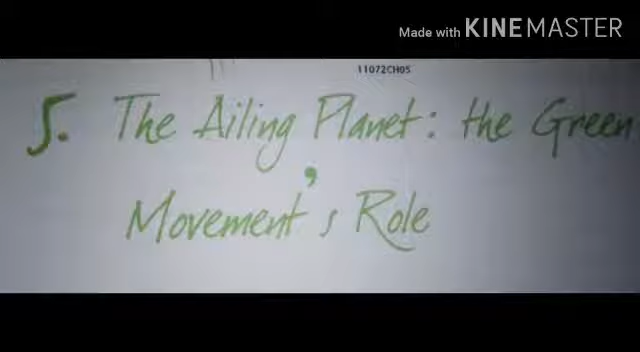 Made with KINEMASTER
11072CH05
5. The Ailing Planet: the Green
Movement's Role